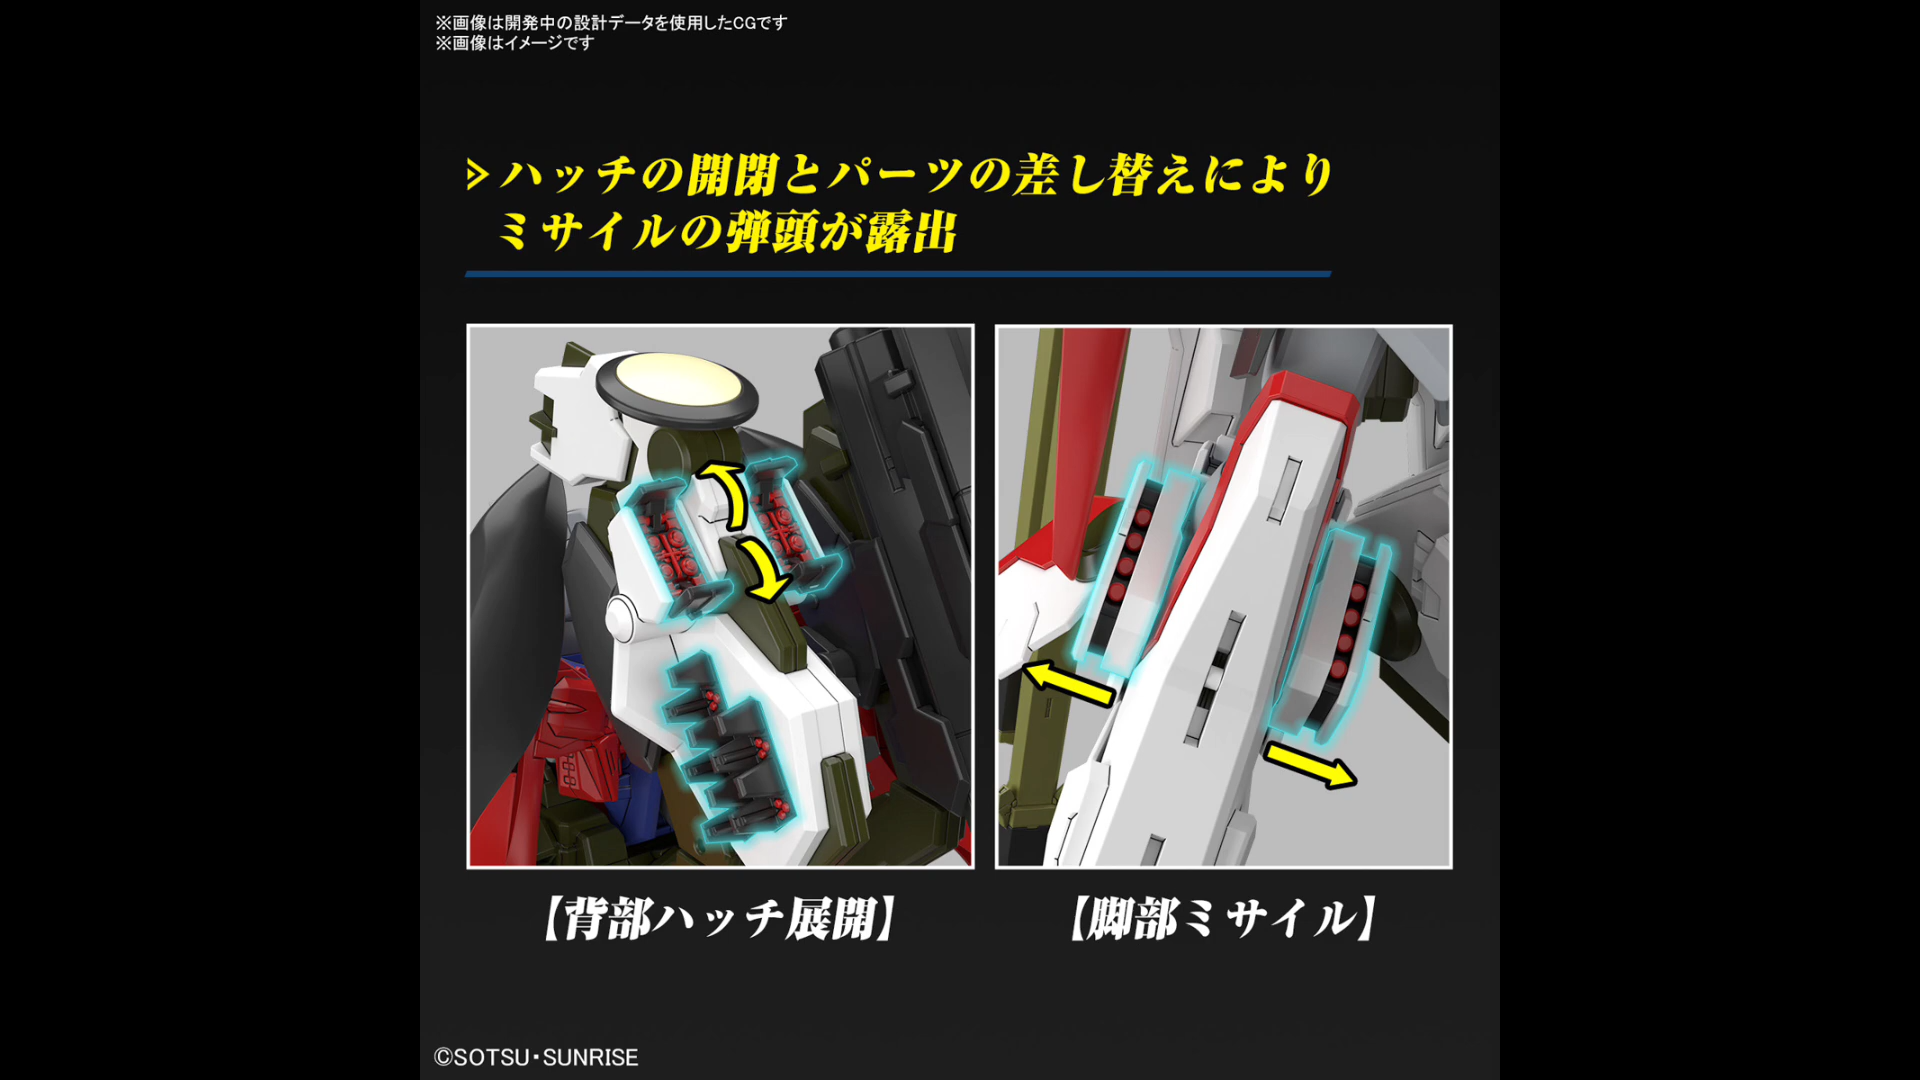 ※画像は開発中の設計データを使用したCGです
※画像はイメージです
ハッチの開閉とパーツの差し替えにより
ミサイルの弾頭が露出
【背部ハッチ展開】
【脚部ミサイル】
©SOTSU・SUNRISE